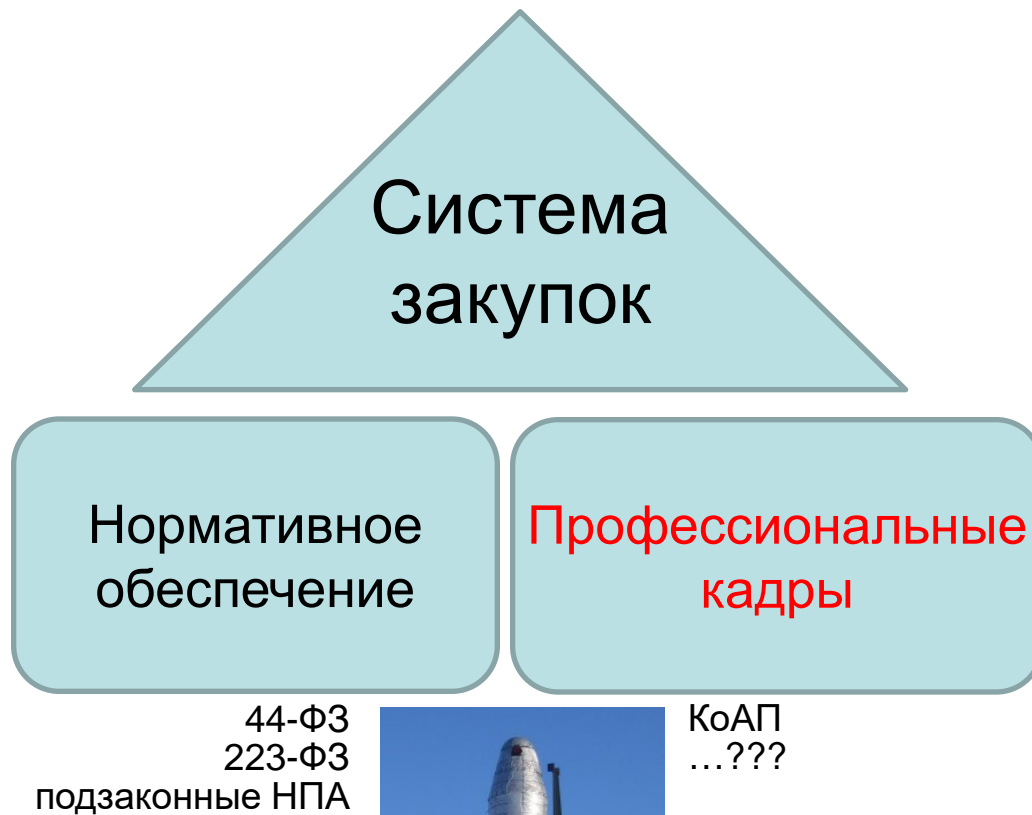 Система
закупок
Нормативное
обеспечение
Профессиональные
кадры
44-ФЗ
223-ФЗ
подзаконные НПА
КоАП
...???